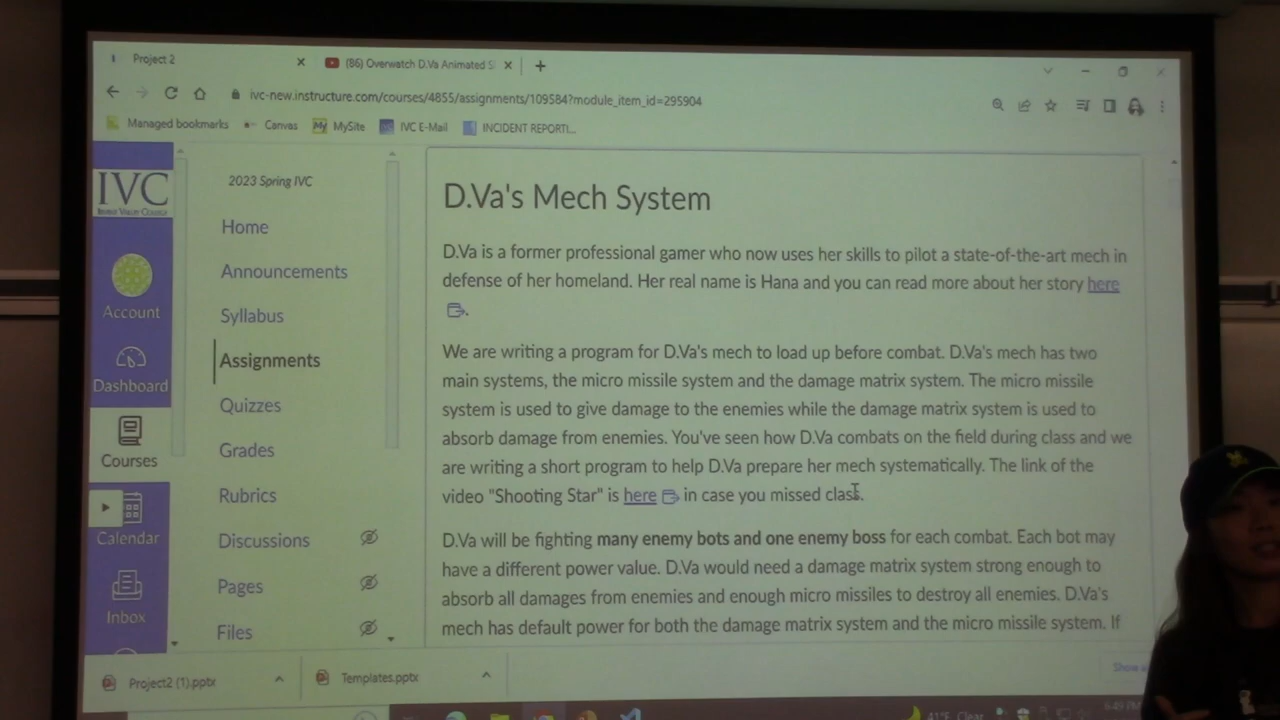 Project 2
(86) Overwatch D.Va Animated S
ivc-new.instructure.com/courses/4855/assignments/109584?module_item_id=295904
Managed bookmarks
Canvas
My MySite
IVC E-Mail
INCIDENT REPORTI...
IVC
Account
Dashboard
Courses
Calendar
Inbox
2023 Spring IVC
Home
Announcements
Syllabus
Assignments
Quizzes
Grades
Rubrics
Discussions
Pages
Files
D.Va's Mech System
D.Va is a former professional gamer who now uses her skills to pilot a state-of-the-art mech in
defense of her homeland. Her real name is Hana and you can read more about her story here
.
We are writing a program for D.Va's mech to load up before combat. D.Va's mech has two
main systems, the micro missile system and the damage matrix system. The micro missile
system is used to give damage to the enemies while the damage matrix system is used to
absorb damage from enemies. You've seen how D.Va combats on the field during class and we
are writing a short program to help D.Va prepare her mech systematically. The link of the
video "Shooting Star" is here in case you missed class.
D.Va will be fighting many enemy bots and one enemy boss for each combat. Each bot may
have a different power value. D.Va would need a damage matrix system strong enough to
absorb all damages from enemies and enough micro missiles to destroy all enemies. D.Va's
mech has default power for both the damage matrix system and the micro missile system. If
Project2 (1).pptx
Templates.pptx
Show
41°F Clear